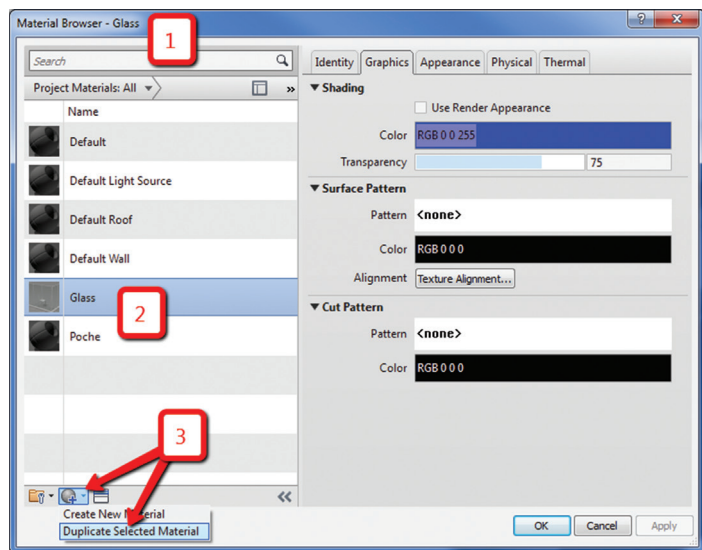 Material Browser - Glass
1
Search
Project Materials: All
Name
Default
Default Light Source
Default Roof
Default Wall
Glass
2
Poche
3
Create New Material
Duplicate Selected Material
Identity Graphics Appearance Physical Thermal
Shading
Use Render Appearance
Color RGB 0 0 255
Transparency 75
Surface Pattern
Pattern <none>
Color RGB 0 0 0
Alignment Texture Alignment...
Cut Pattern
Pattern <none>
Color RGB 0 0 0
OK Cancel Apply